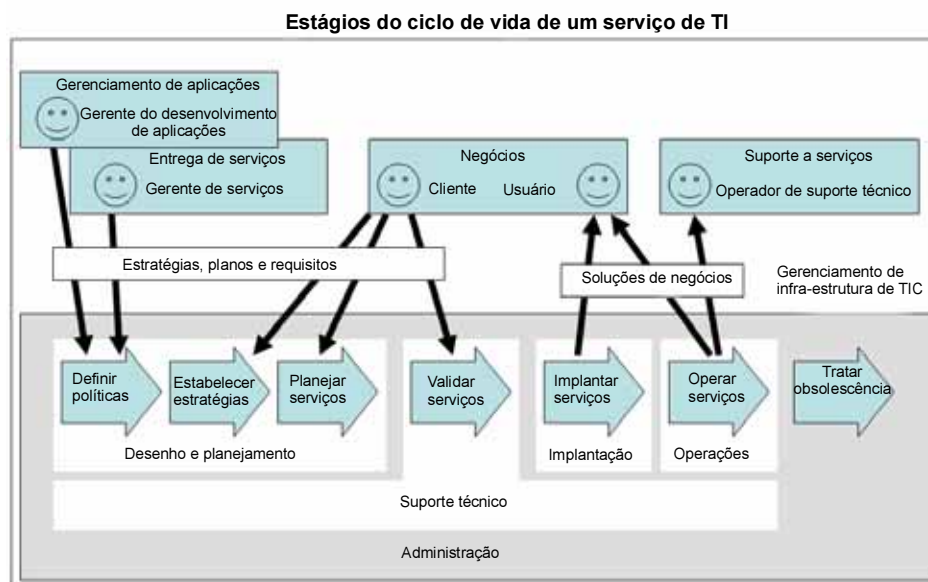 Estágios do ciclo de vida de um serviço de TI
Gerenciamento de aplicações
Gerente do desenvolvimento
de aplicações
Entrega de serviços
Gerente de serviços
Negócios
Cliente
Usuário
Suporte a serviços
Operador de suporte técnico
Estratégias, planos e requisitos
Soluções de negócios
Gerenciamento de
infra-estrutura de TIC
Definir
políticas
Estabelecer
estratégias
Planejar
serviços
Validar
serviços
Implantar
serviços
Operar
serviços
Tratar
obsolescência
Desenho e planejamento
Implantação
Operações
Suporte técnico
Administração